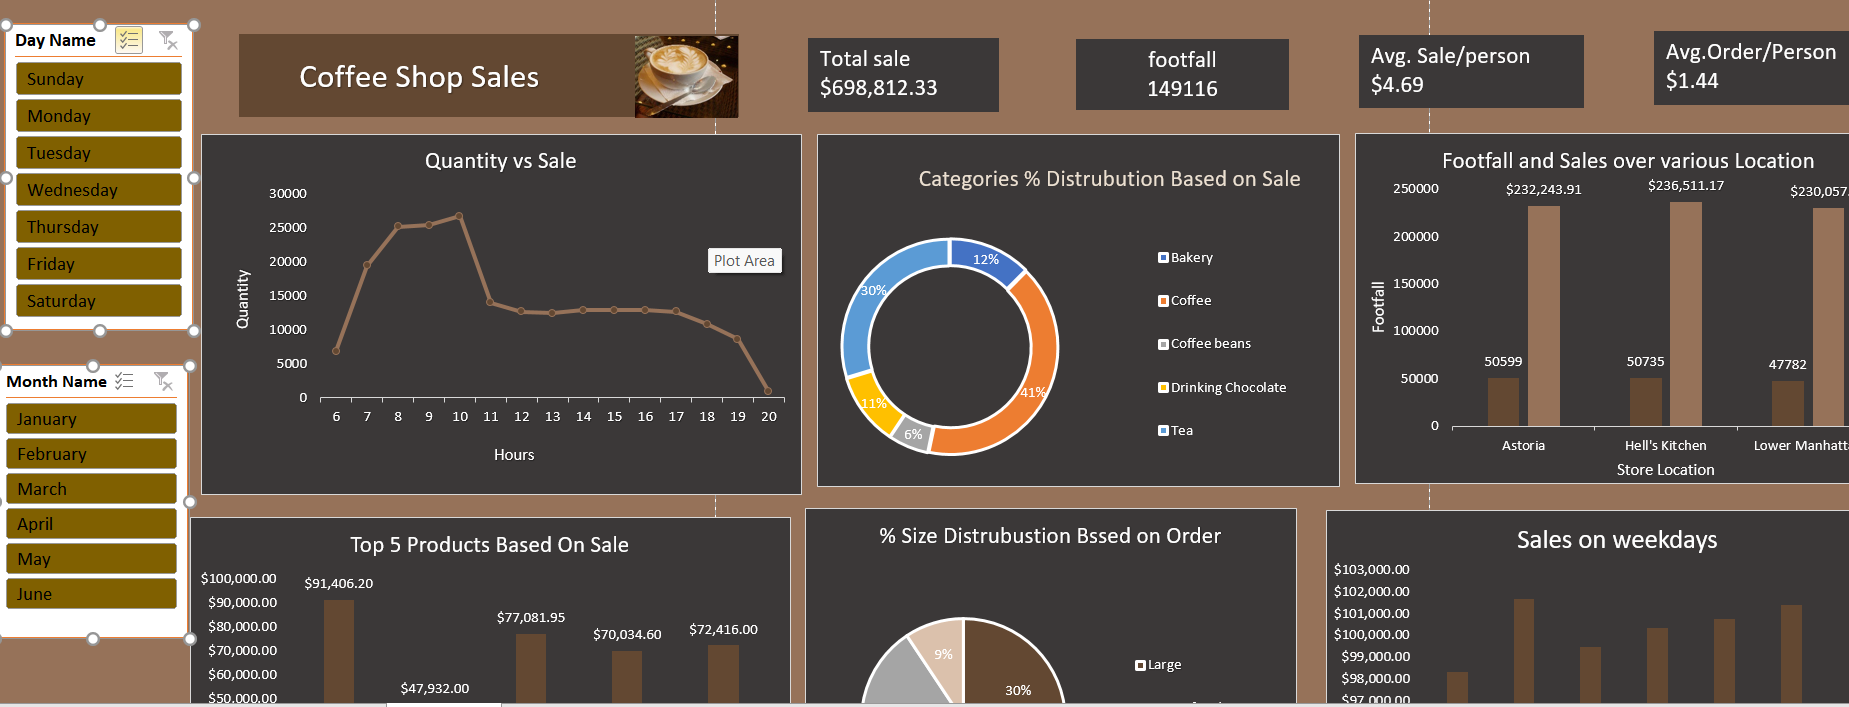 Day Name
Sunday
Monday
Tuesday
Wednesday
Thursday
Friday
Saturday
Month Name
January
February
March
April
May
June
Coffee Shop Sales
Total sale
$698,812.33
footfall
149116
Avg. Sale/person
$4.69
Avg.Order/Person
$1.44
Quantity vs Sale
30000
25000
20000
15000
10000
5000
0
Quantity
Plot Area
6 7 8 9 10 11 12 13 14 15 16 17 18 19 20
Hours
Categories % Distrubution Based on Sale
12%
30%
41%
11%
6%
Bakery
Coffee
Coffee beans
Drinking Chocolate
Tea
Footfall and Sales over various Location
250000
200000
150000
100000
50000
0
Footfall
$232,243.91
$236,511.17
$230,057.
50599
50735
47782
Astoria Hell's Kitchen Lower Manhatt
Store Location
Top 5 Products Based On Sale
$100,000.00
$90,000.00
$80,000.00
$70,000.00
$60,000.00
$50,000.00
$91,406.20
$47,932.00
$77,081.95
$70,034.60
$72,416.00
% Size Distrubustion Bssed on Order
9%
30%
Large
Sales on weekdays
$103,000.00
$102,000.00
$101,000.00
$100,000.00
$99,000.00
$98,000.00
$97,000.00